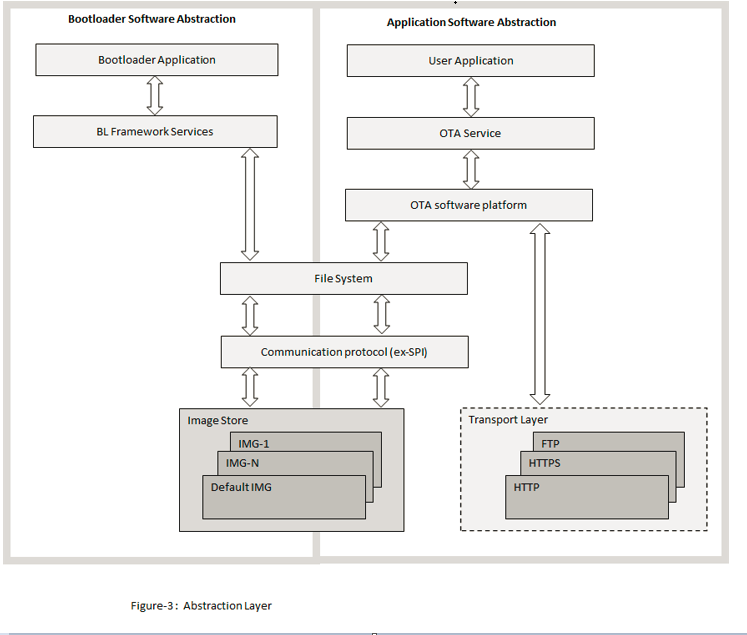 Bootloader Software Abstraction
Application Software Abstraction
Bootloader Application
User Application
BL Framework Services
OTA Service
OTA software platform
File System
Communication protocol (ex-SPI)
Image Store
IMG-1
IMG-N
Default IMG
Transport Layer
FTP
HTTPS
HTTP
Figure-3: Abstraction Layer